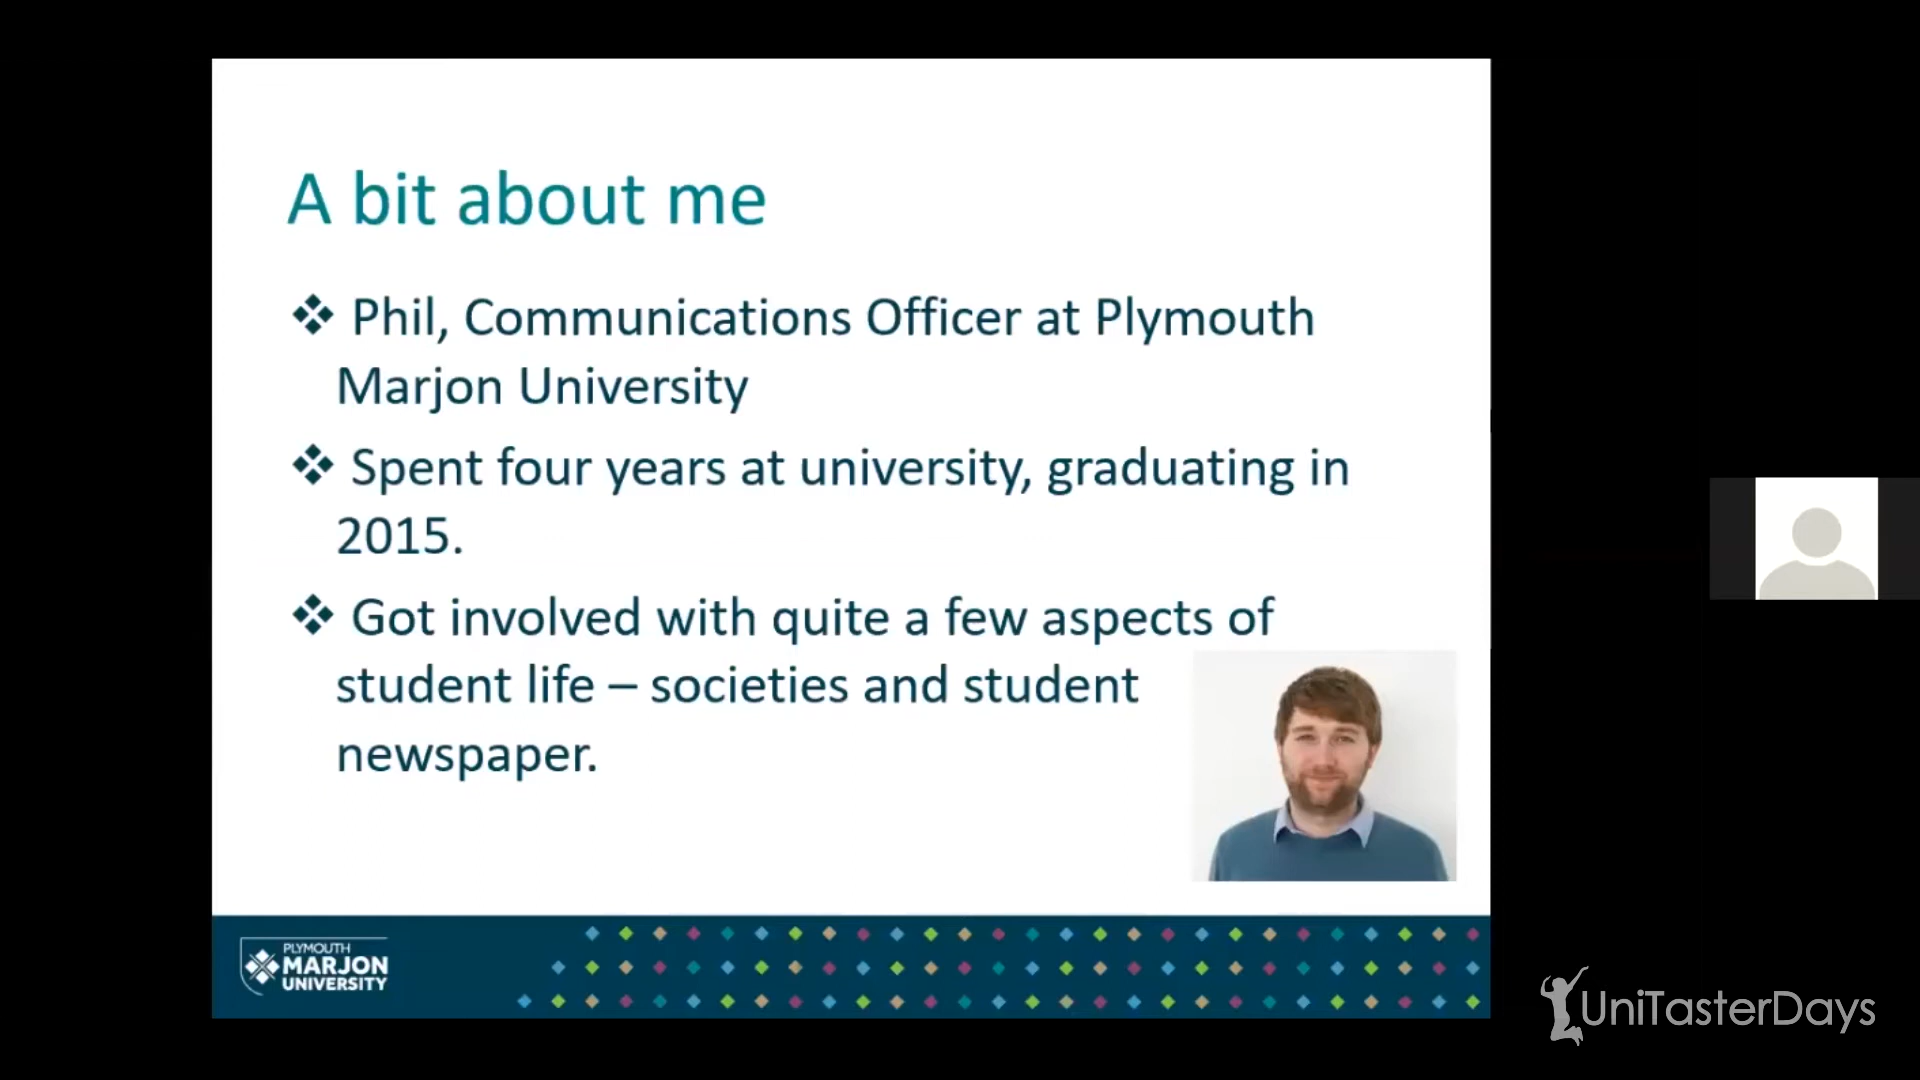 A bit about me
❖ Phil, Communications Officer at Plymouth
Marjon University
❖ Spent four years at university, graduating in
2015.
❖ Got involved with quite a few aspects of
student life – societies and student
newspaper.
PLYMOUTH
MARJON
UNIVERSITY
UniTasterDays